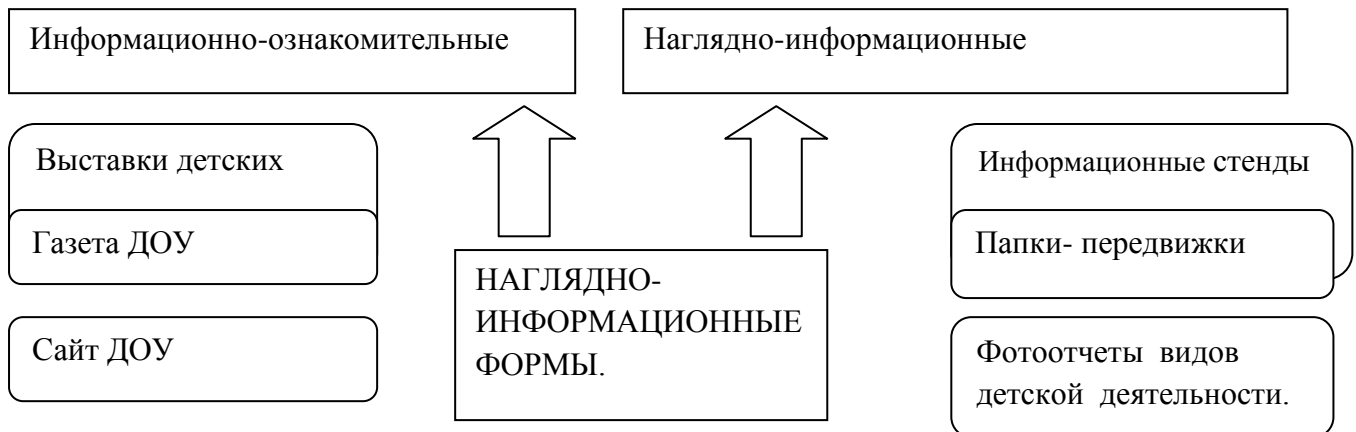 Информационно-ознакомительные
Наглядно-информационные
Выставки детских
Газета ДОУ
Сайт ДОУ
НАГЛЯДНО-
ИНФОРМАЦИОННЫЕ
ФОРМЫ.
Информационные стенды
Папки- передвижки
Фотоотчеты видов
детской деятельности.